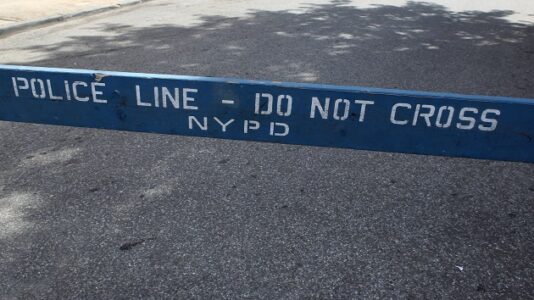 POLICE LINE - DO NOT CROSS
NYPD